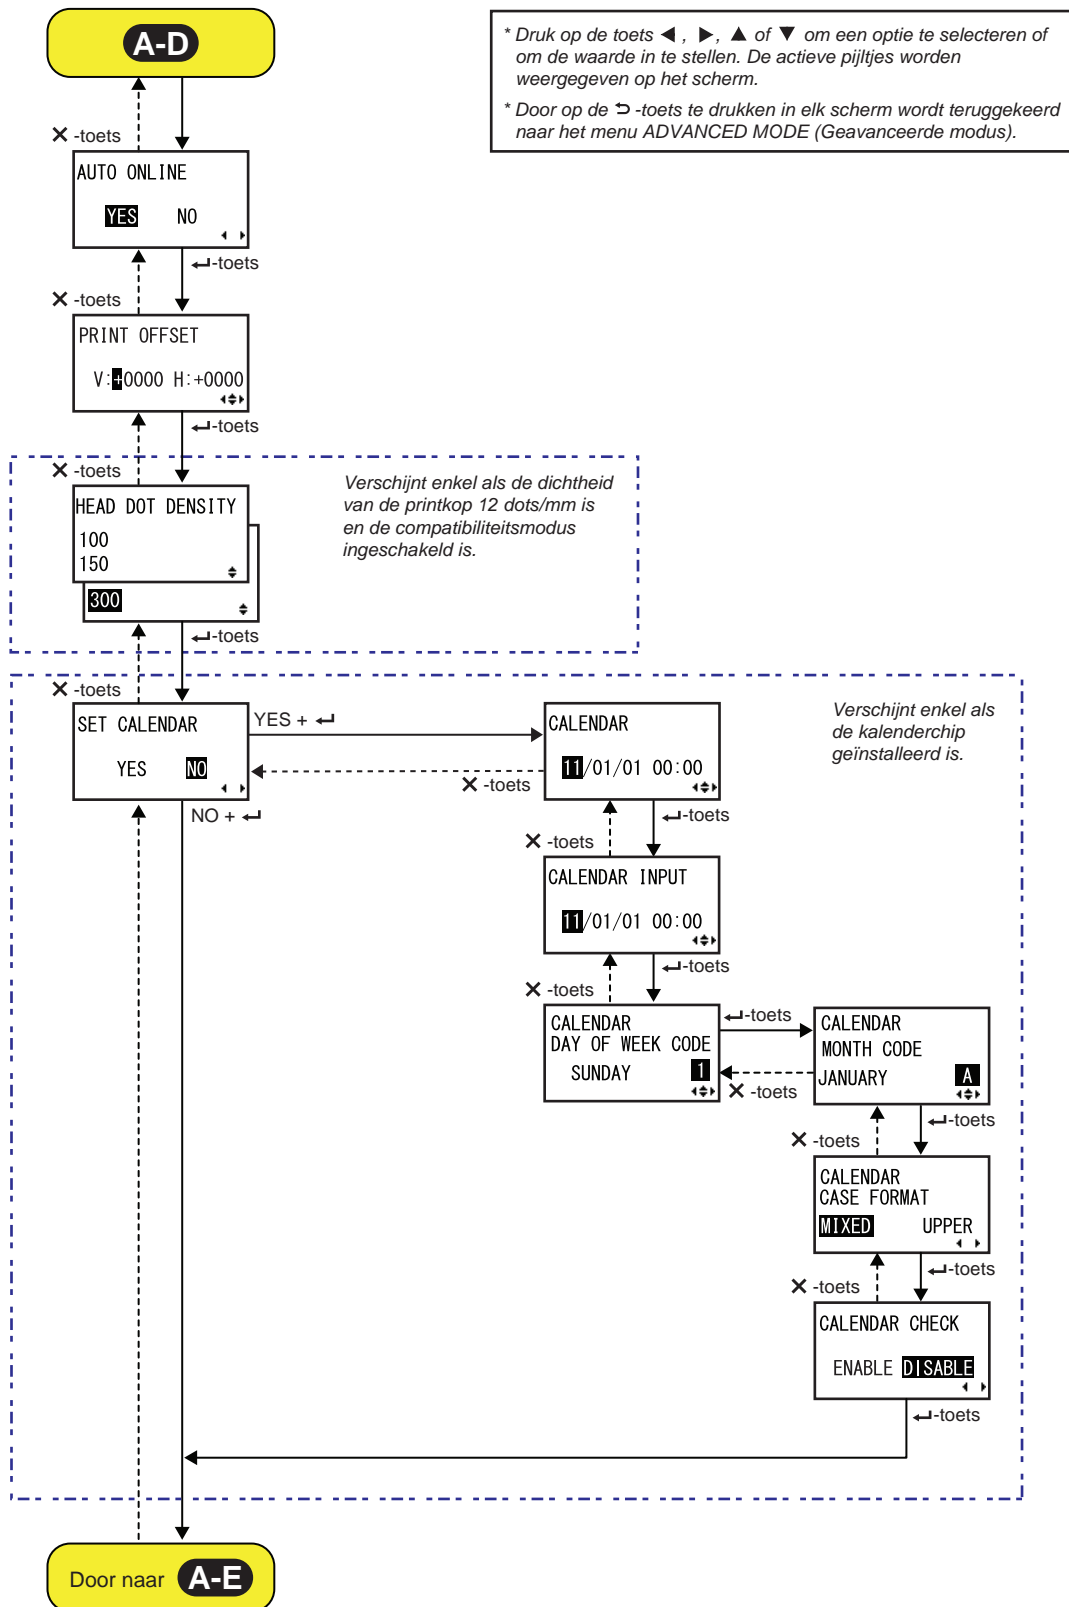 A-D
* Druk op de toets ◀ , ▶, ▲ of ▼ om een optie te selecteren of
om de waarde in te stellen. De actieve pijltjes worden
weergegeven op het scherm.
* Door op de ⮌ -toets te drukken in elk scherm wordt teruggekeerd
naar het menu ADVANCED MODE (Geavanceerde modus).
✕ -toets
AUTO ONLINE
YES NO
↵-toets
✕ -toets
PRINT OFFSET
V:+0000 H:+0000
↵-toets
✕ -toets
HEAD DOT DENSITY
100
150
300
Verschijnt enkel als de dichtheid
van de printkop 12 dots/mm is
en de compatibiliteitsmodus
ingeschakeld is.
↵-toets
✕ -toets
SET CALENDAR
YES NO
YES + ↵
✕ -toets
NO + ↵
CALENDAR
11/01/01 00:00
Verschijnt enkel als
de kalenderchip
geïnstalleerd is.
↵-toets
✕ -toets
CALENDAR INPUT
11/01/01 00:00
↵-toets
✕ -toets
CALENDAR
DAY OF WEEK CODE
SUNDAY 1
↵-toets
✕ -toets
CALENDAR
MONTH CODE
JANUARY A
↵-toets
✕ -toets
CALENDAR
CASE FORMAT
MIXED UPPER
↵-toets
✕ -toets
CALENDAR CHECK
ENABLE DISABLE
↵-toets
Door naar A-E